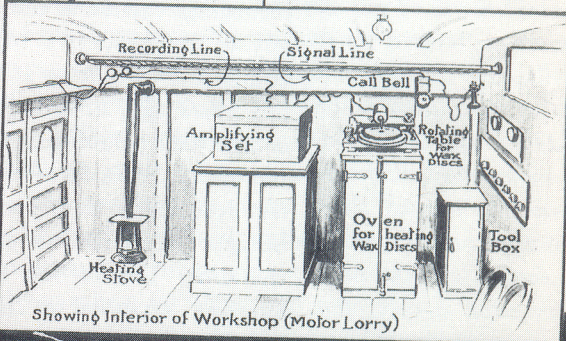 Recording Line
Signal Line
Call Bell
Amplifying
Set
Rotating
Table
for
Wax
Discs
Oven
for heating
Wax Discs
Tool
Box
Heating
Stove
Showing Interior of Workshop (Motor Lorry)